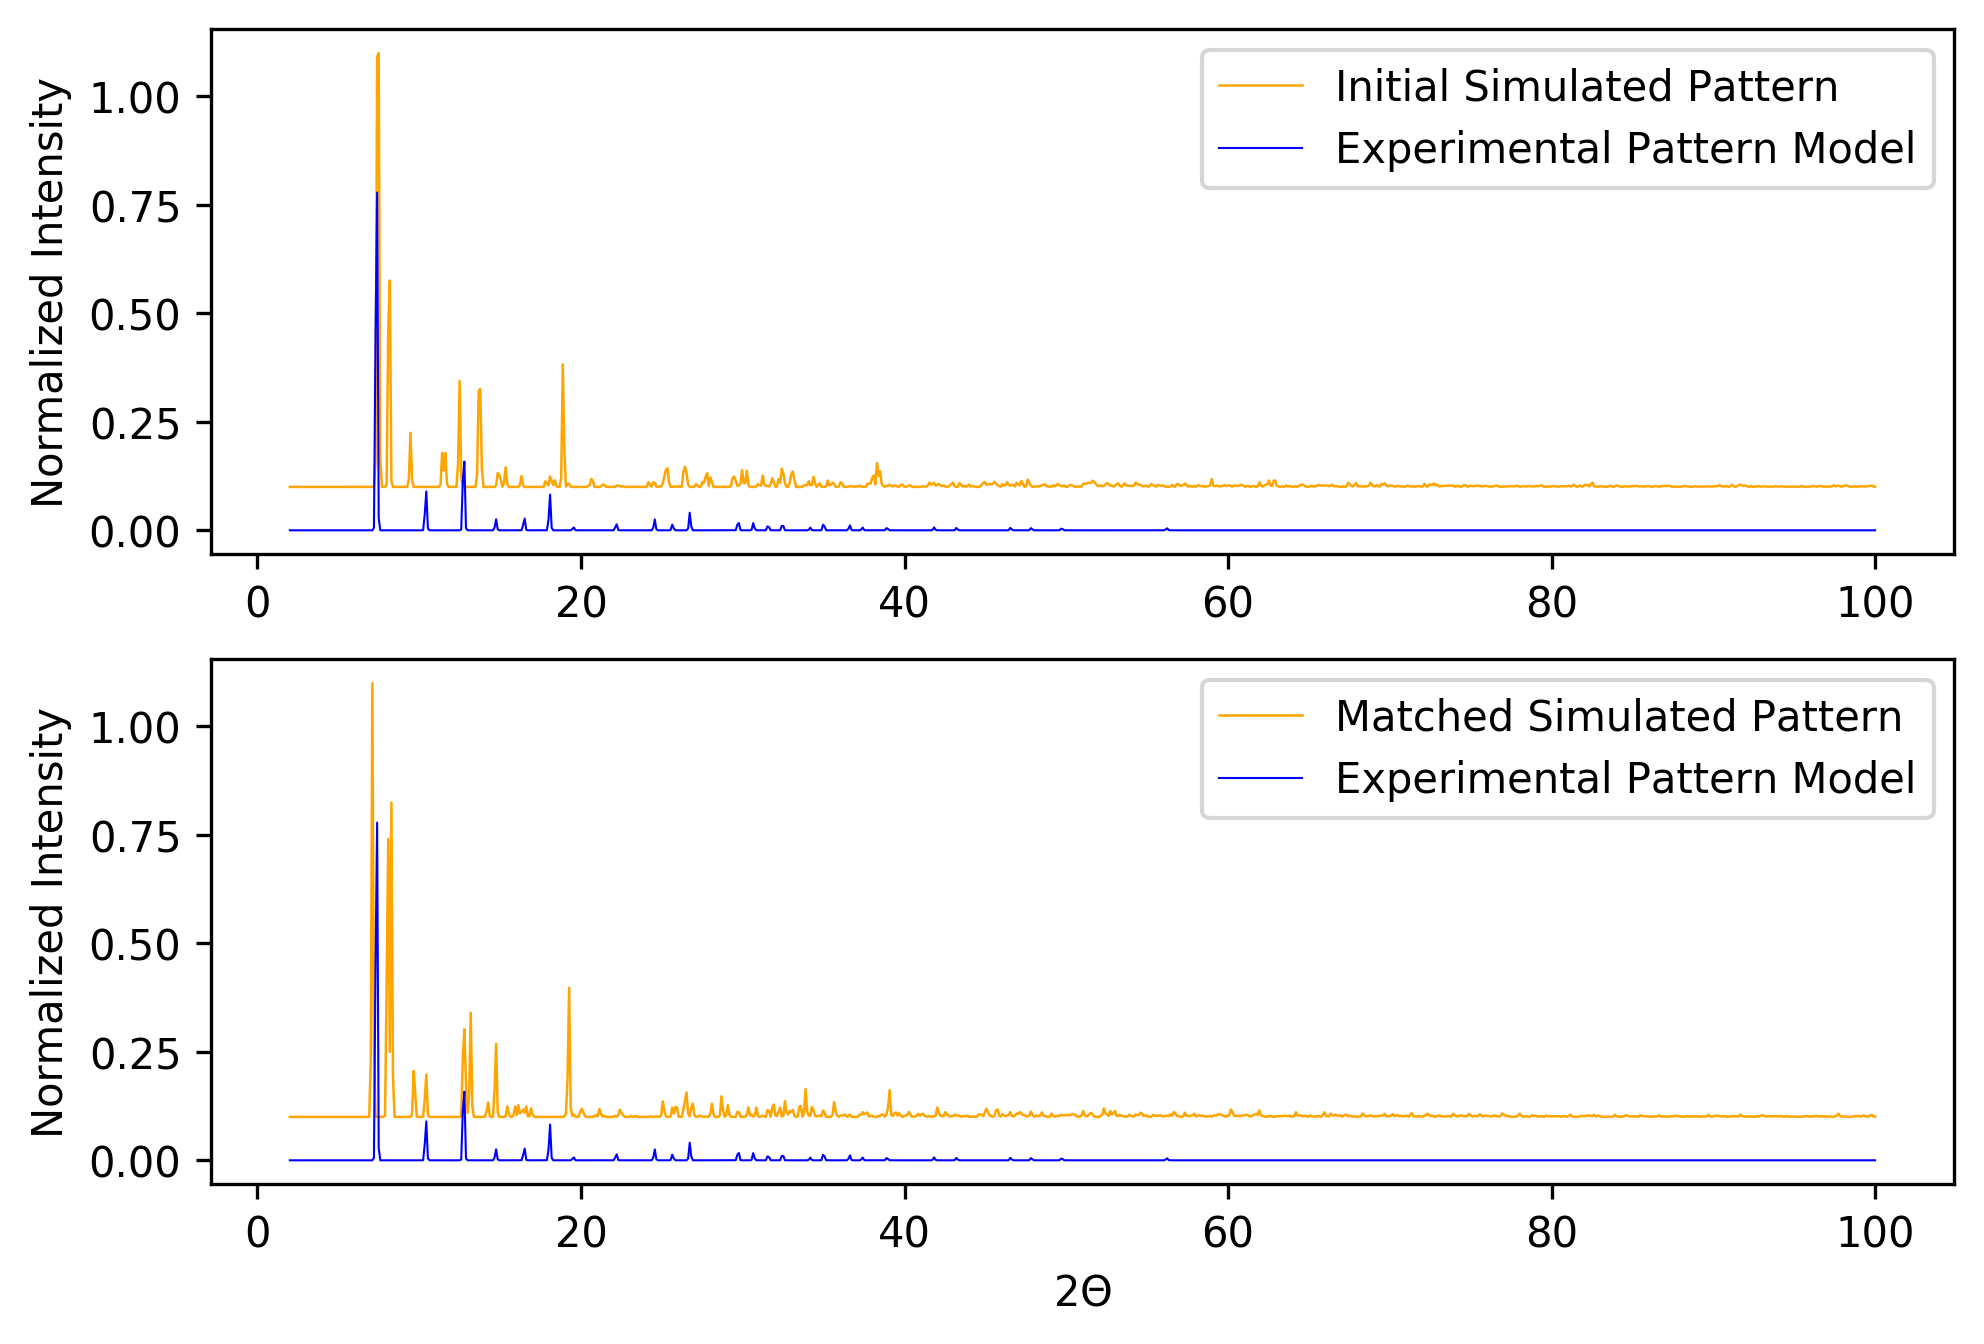 Normalized Intensity
1.00
0.75
0.50
0.25
0.00
Initial Simulated Pattern
Experimental Pattern Model
0 20 40 60 80 100
Normalized Intensity
1.00
0.75
0.50
0.25
0.00
Matched Simulated Pattern
Experimental Pattern Model
0 20 40 60 80 100
2Θ